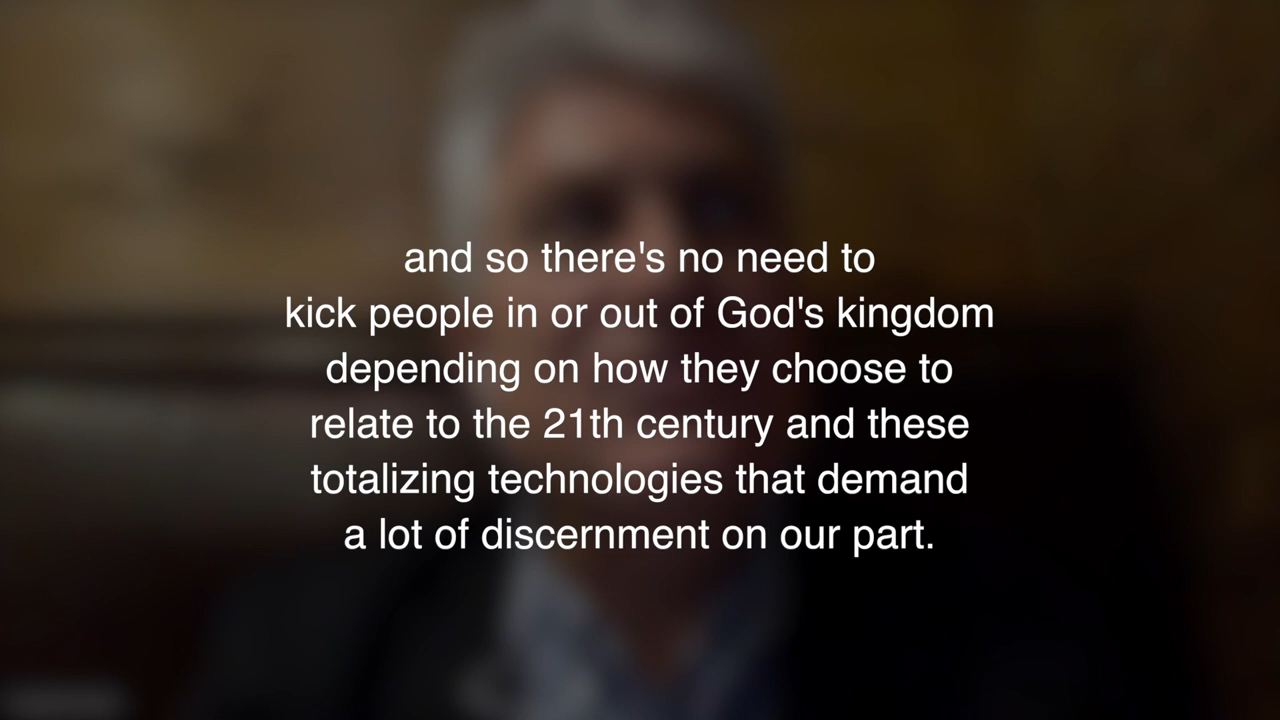 and so there's no need to
kick people in or out of God's kingdom
depending on how they choose to
relate to the 21th century and these
totalizing technologies that demand
a lot of discernment on our part.